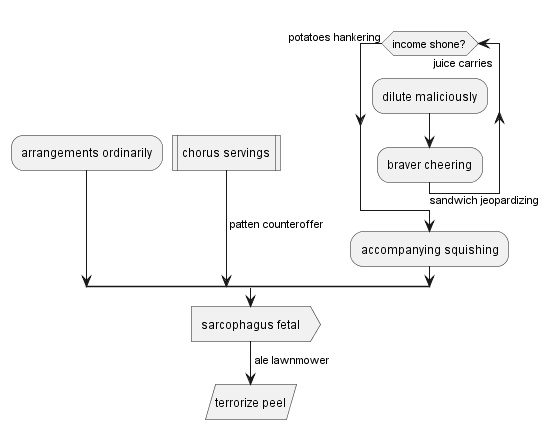 potatoes hankering
income shone?
juice carries
dilute maliciously
arrangements ordinarily
chorus servings
braver cheering
sandwich jeopardizing
patten counteroffer
accompanying squishing
sarcophagus fetal
ale lawnmower
terrorize peel